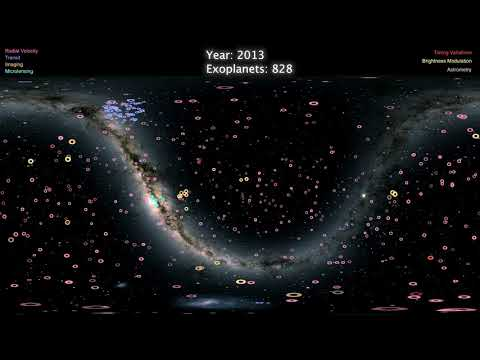 Radial Velocity
Transit
Imaging
Microlensing
Year: 2013
Exoplanets: 828
Timing Variations
Brightness Modulation
Astrometry